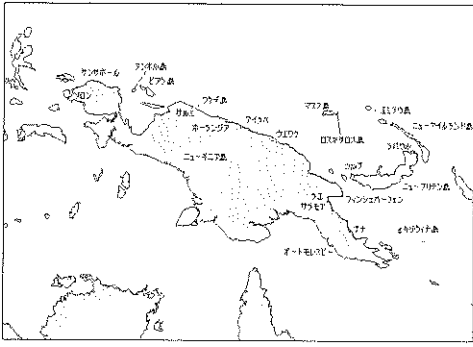 サンサポール
ヌンホル島
ビアク島
ソロン
ワクデ島
サルミ
ホーランジア
アイタペ
ウエワク
ニューギニア島
マヌス島
ロスネグロス島
エミラウ島
ニューアイルランド島
ラバウル
ツルブ
ニューブリテン島
ラエ
サラモア
フィンシュハーフェン
ブナ
キリウィナ島
ポートモレスビー